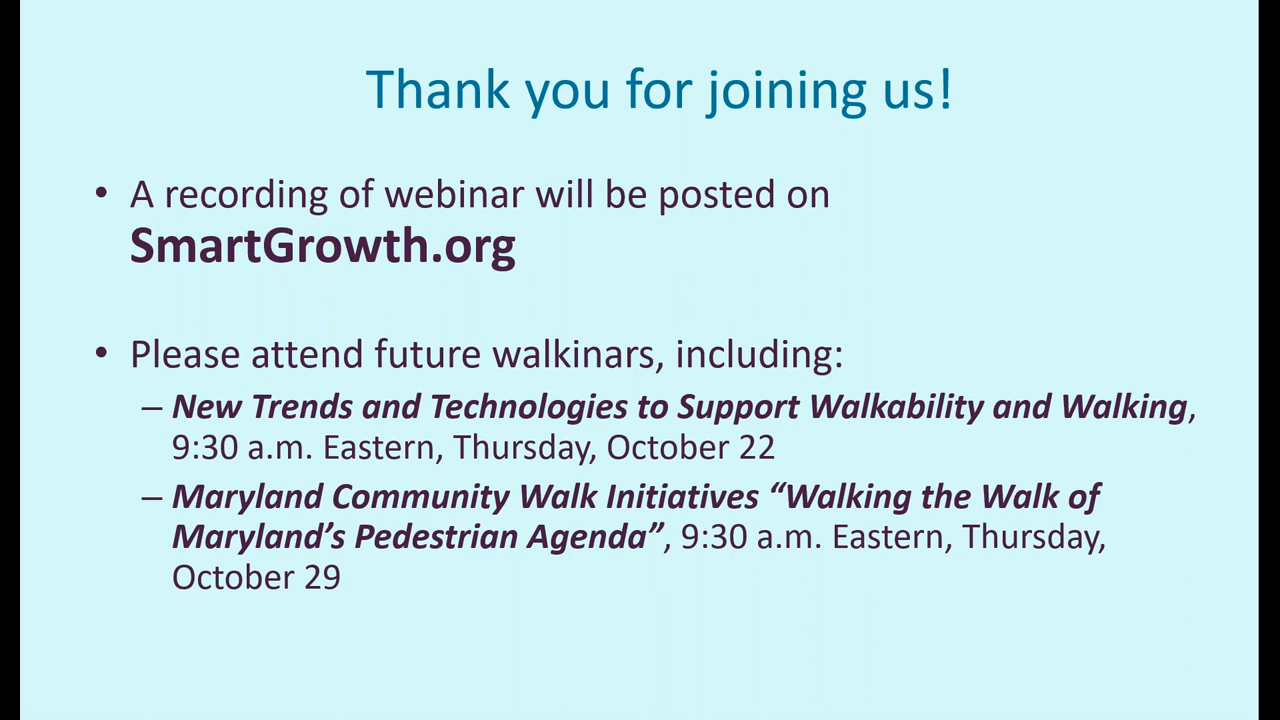 Thank you for joining us!
• A recording of webinar will be posted on
SmartGrowth.org
• Please attend future walkinars, including:
– New Trends and Technologies to Support Walkability and Walking,
9:30 a.m. Eastern, Thursday, October 22
– Maryland Community Walk Initiatives “Walking the Walk of
Maryland’s Pedestrian Agenda”, 9:30 a.m. Eastern, Thursday,
October 29